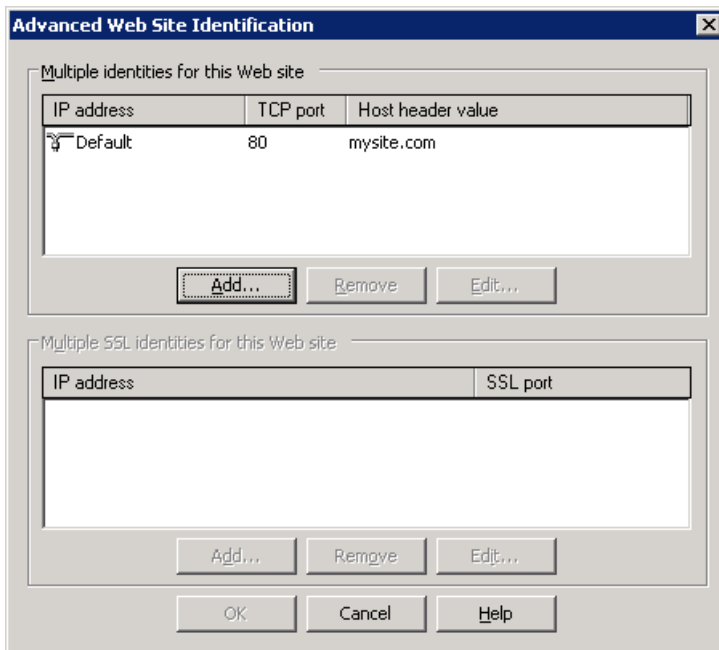 Advanced Web Site Identification
Multiple identities for this Web site
IP address TCP port Host header value
Default 80 mysite.com
Add... Remove Edit...
Multiple SSL identities for this Web site
IP address SSL port
Add... Remove Edit...
OK Cancel Help